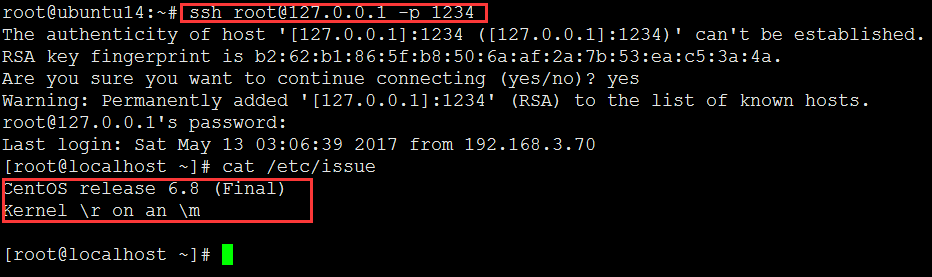 root@ubuntu14:~# ssh root@127.0.0.1 -p 1234
The authenticity of host '[127.0.0.1]:1234 ([127.0.0.1]:1234)' can't be established.
RSA key fingerprint is b2:62:b1:86:5f:b8:50:6a:af:2a:7b:53:ea:c5:3a:4a.
Are you sure you want to continue connecting (yes/no)? yes
Warning: Permanently added '[127.0.0.1]:1234' (RSA) to the list of known hosts.
root@127.0.0.1's password:
Last login: Sat May 13 03:06:39 2017 from 192.168.3.70
[root@localhost ~]# cat /etc/issue
CentOS release 6.8 (Final)
Kernel \r on an \m
[root@localhost ~]#